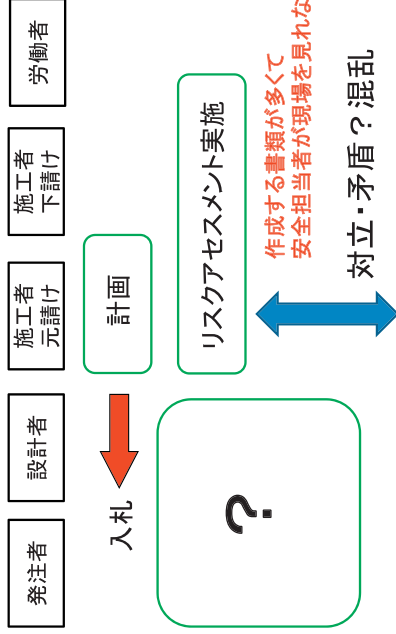 発注者
設計者
施工者
元請け
施工者
下請け
労働者
入札
計画
?
リスクアセスメント実施
作成する書類が多くて
安全担当者が現場を見れな
対立・矛盾?混乱